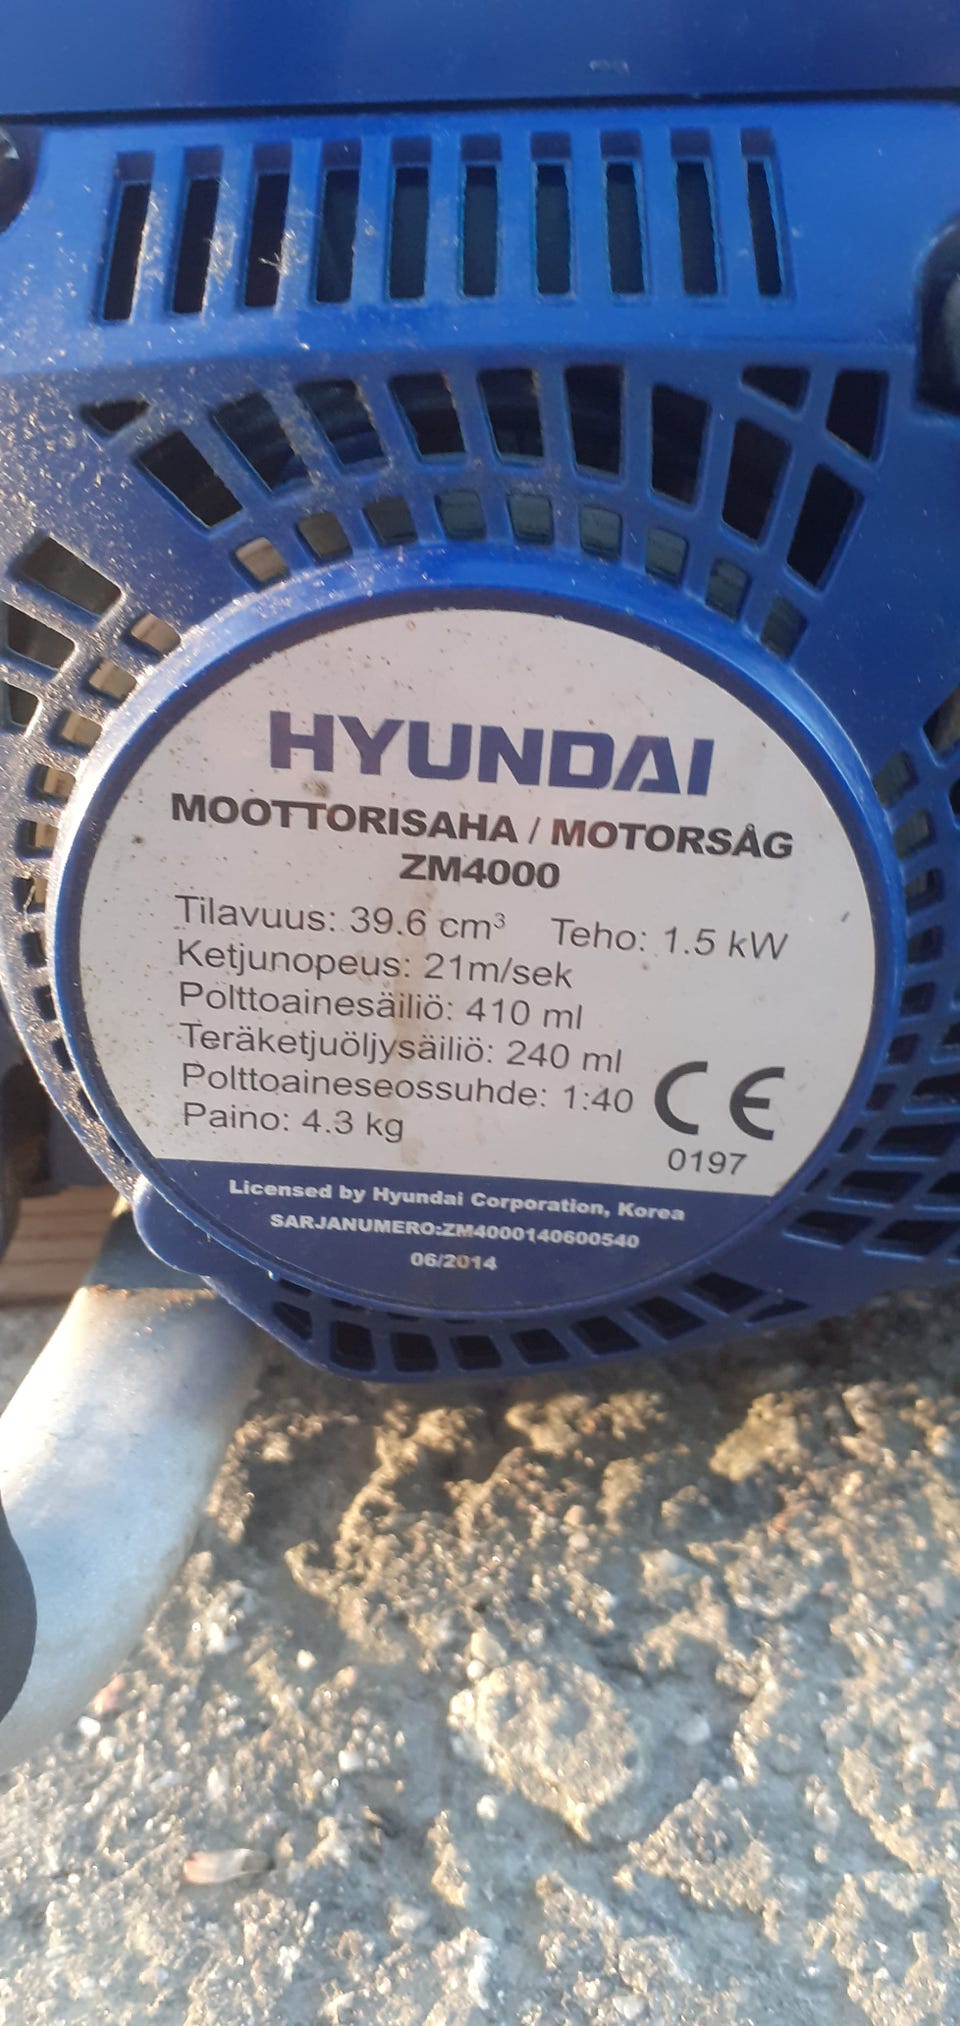 HYUNDAI
MOOTTORISAHA / MOTORSÅG
ZM4000
Tilavuus: 39.6 cm³ Teho: 1.5 kW
Ketjunopeus: 21m/sek
Polttoainesäiliö: 410 ml
Teräketjuöljysäiliö: 240 ml
Polttoaineseossuhde: 1:40
Paino: 4.3 kg
CE
0197
Licensed by Hyundai Corporation, Korea
SARJANUMERO:ZM4000140600540
06/2014